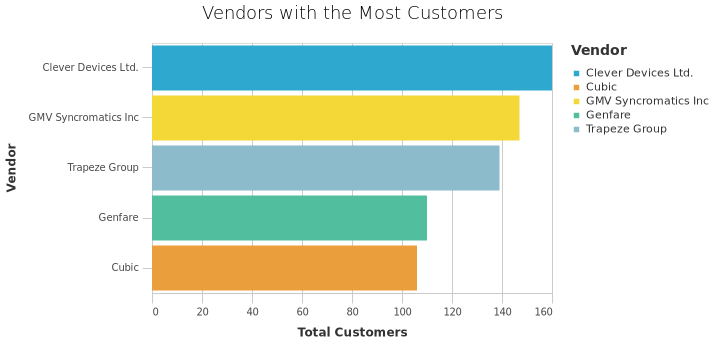 Vendors with the Most Customers
Vendor
Clever Devices Ltd.
GMV Syncromatics Inc
Trapeze Group
Genfare
Cubic
0 20 40 60 80 100 120 140 160
Total Customers
Vendor
Clever Devices Ltd.
Cubic
GMV Syncromatics Inc
Genfare
Trapeze Group